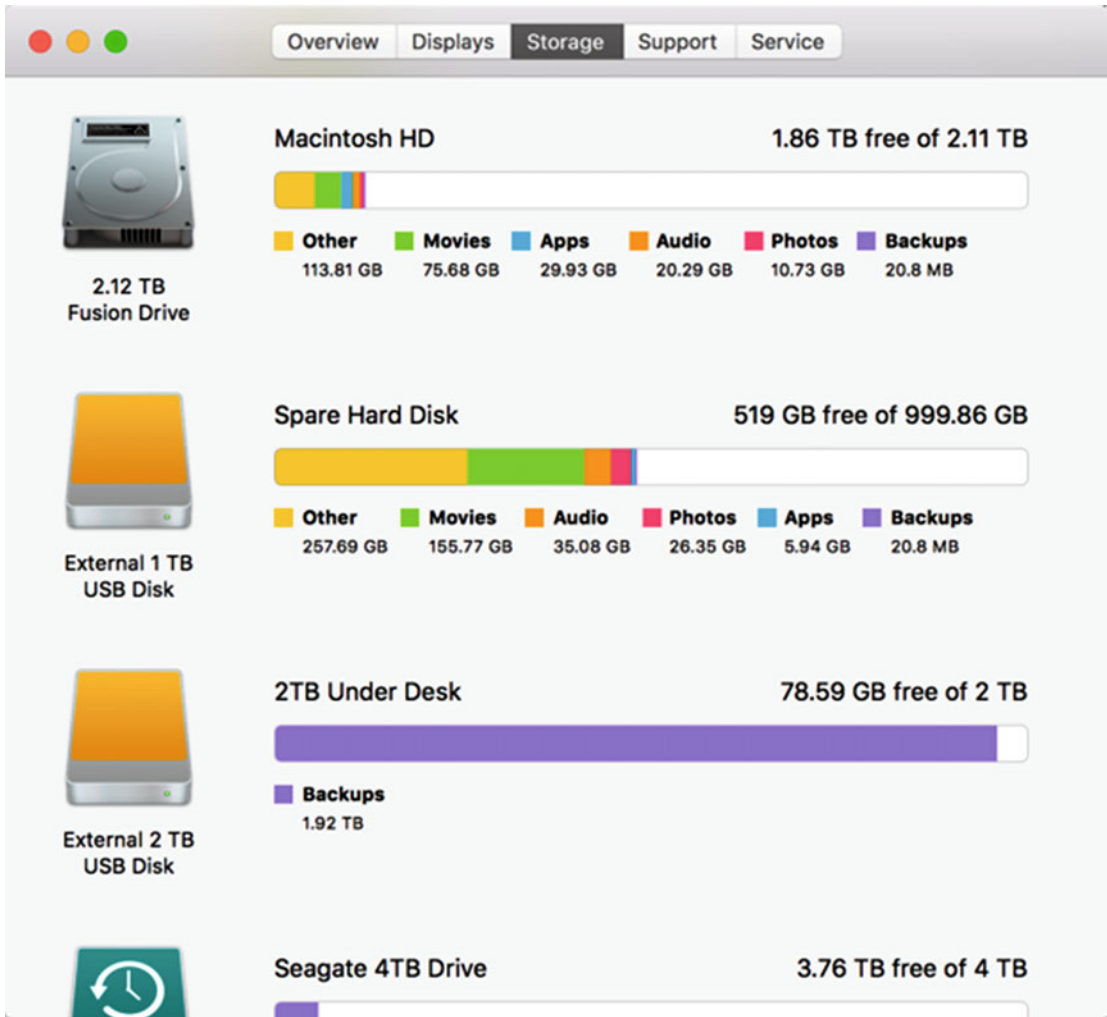 Overview Displays Storage Support Service
Macintosh HD 1.86 TB free of 2.11 TB
Other Movies Apps Audio Photos Backups
113.81 GB 75.68 GB 29.93 GB 20.29 GB 10.73 GB 20.8 MB
2.12 TB
Fusion Drive
Spare Hard Disk 519 GB free of 999.86 GB
Other Movies Audio Photos Apps Backups
257.69 GB 155.77 GB 35.08 GB 26.35 GB 5.94 GB 20.8 MB
External 1 TB
USB Disk
2TB Under Desk 78.59 GB free of 2 TB
Backups
1.92 TB
External 2 TB
USB Disk
Seagate 4TB Drive 3.76 TB free of 4 TB